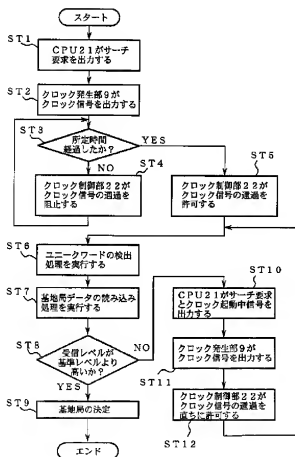 スタート
ST1
CPU21がサーチ
要求を出力する
ST2
クロック発生部9が
クロック信号を出力する
ST3
所定時間
経過したか?
YES
NO
ST4
クロック制御部22が
クロック信号の通過を
阻止する
ST5
クロック制御部22が
クロック信号の通過を
許可する
ST6
ユニークワードの検出
処理を実行する
ST7
基地局データの読み込み
処理を実行する
ST8
受信レベルが
基準レベルより
高いか?
NO
YES
ST9
基地局の決定
エンド
ST10
CPU21がサーチ要求
とクロック起動中信号を
出力する
クロック発生部9が
クロック信号を出力する
ST11
クロック制御部22が
クロック信号の通過を
直ちに許可する
ST12